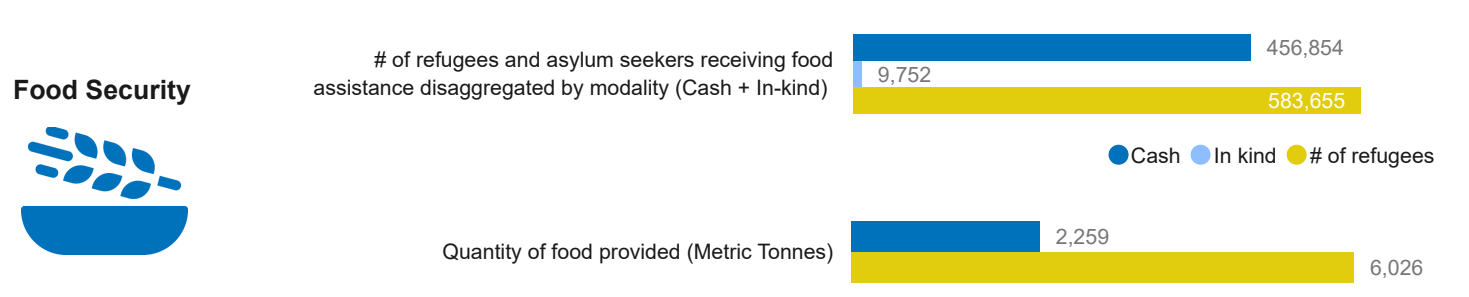 Food Security
# of refugees and asylum seekers receiving food
assistance disaggregated by modality (Cash + In-kind)
456,854
9,752
583,655
Cash In kind # of refugees
Quantity of food provided (Metric Tonnes)
2,259
6,026